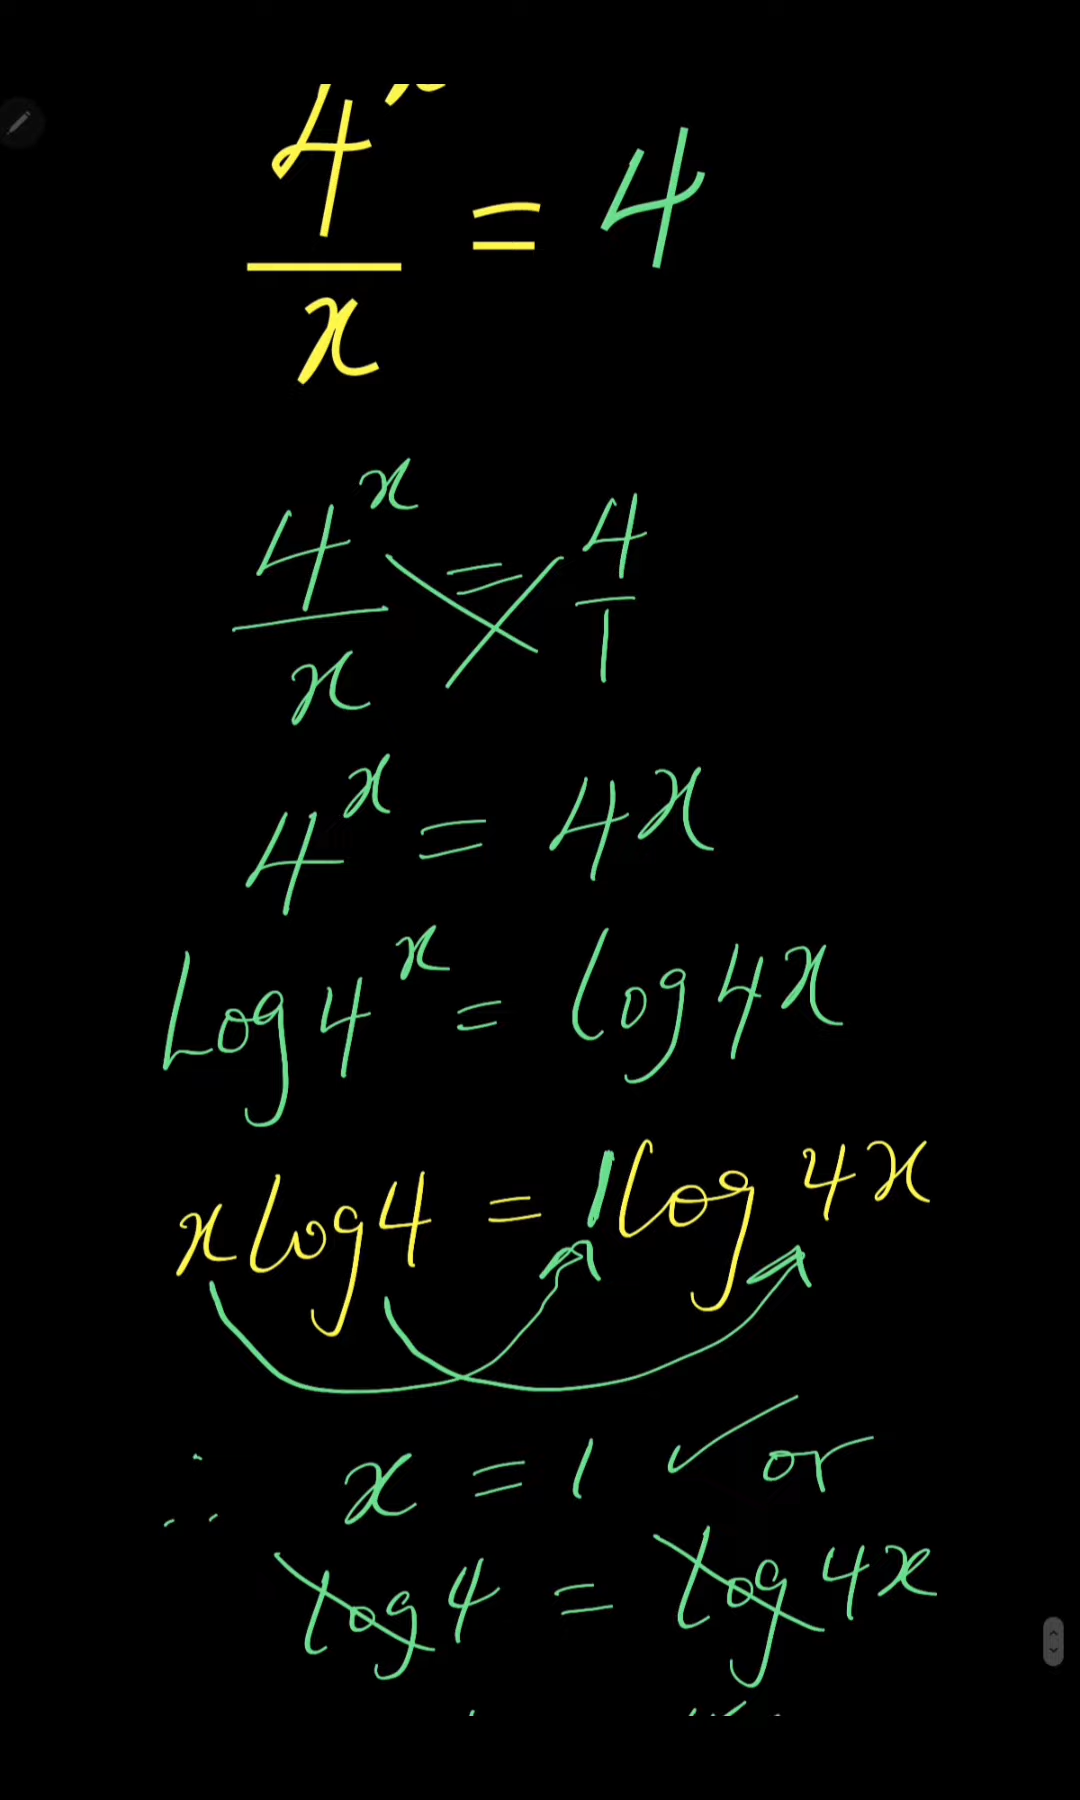 4^x/x = 4
4^x/x = 4/1
4^x = 4x
Log 4^x = log 4x
x log 4 = 1 log 4x
∴ x = 1 ✓ or
log 4 = log 4x